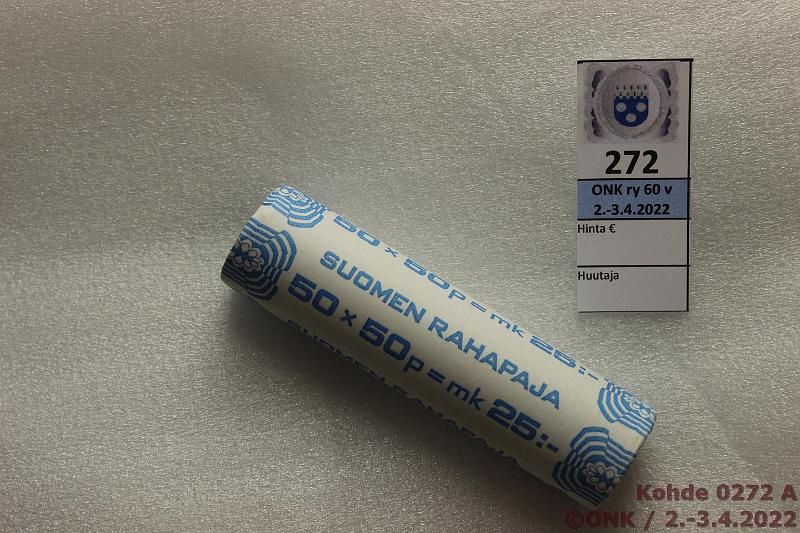 272
ONK ry 60 v
2.-3.4.2022
Hinta €
Huutaja
50 x 50p = mk 25:-
SUOMEN RAHAPAJA
50 x 50p = mk 25:-
SUOMEN RAHAPAJA
Kohde 0272 A
©ONK / 2.-3.4.2022